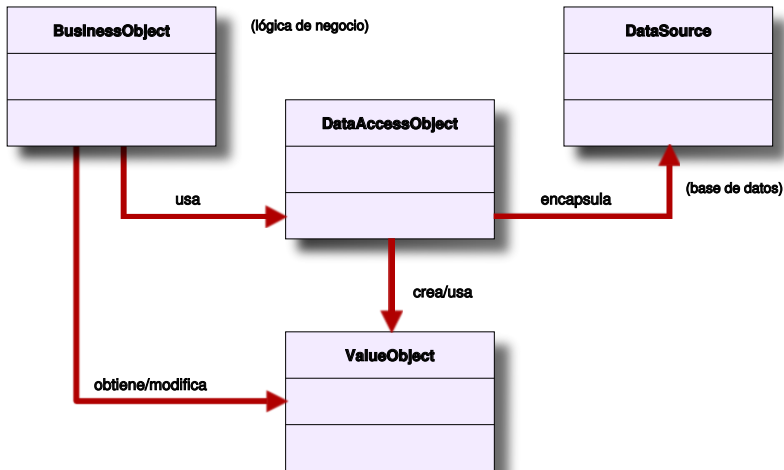 BusinessObject
(lógica de negocio)
DataSource
DataAccessObject
usa
encapsula
(base de datos)
crea/usa
ValueObject
obtiene/modifica